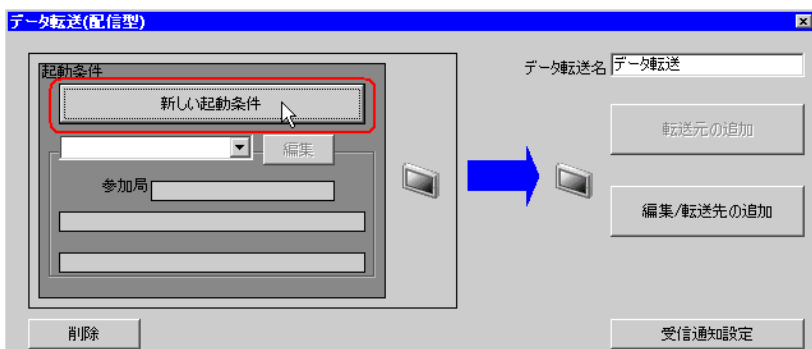 データ転送(配信型)
起動条件
新しい起動条件
編集
参加局
データ転送名 データ転送
転送元の追加
編集/転送先の追加
削除
受信通知設定